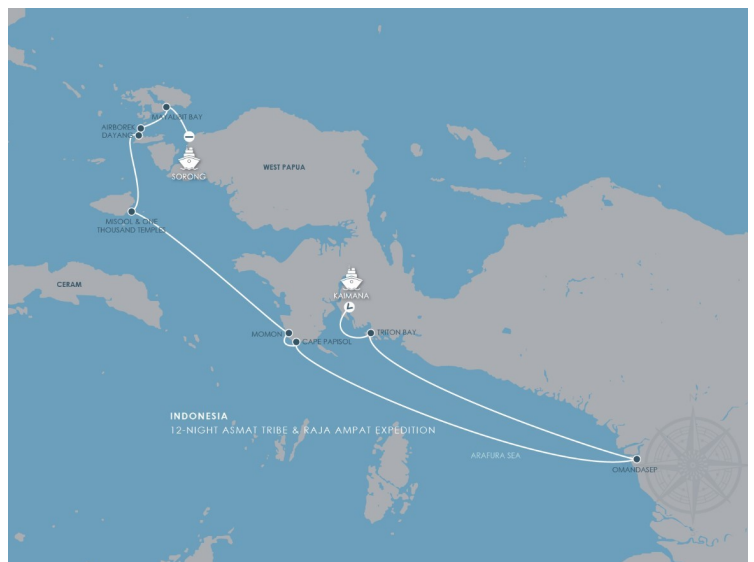 MAYALIBIT BAY
AIRBOREK
DAYANG
SORONG
WEST PAPUA
MISOOL & ONE
THOUSAND TEMPLES
CERAM
KAIMANA
MOMON
TRITON BAY
CAPE PAPISOL
INDONESIA
12-NIGHT ASMAT TRIBE & RAJA AMPAT EXPEDITION
ARAFURA SEA
OMANDASEP